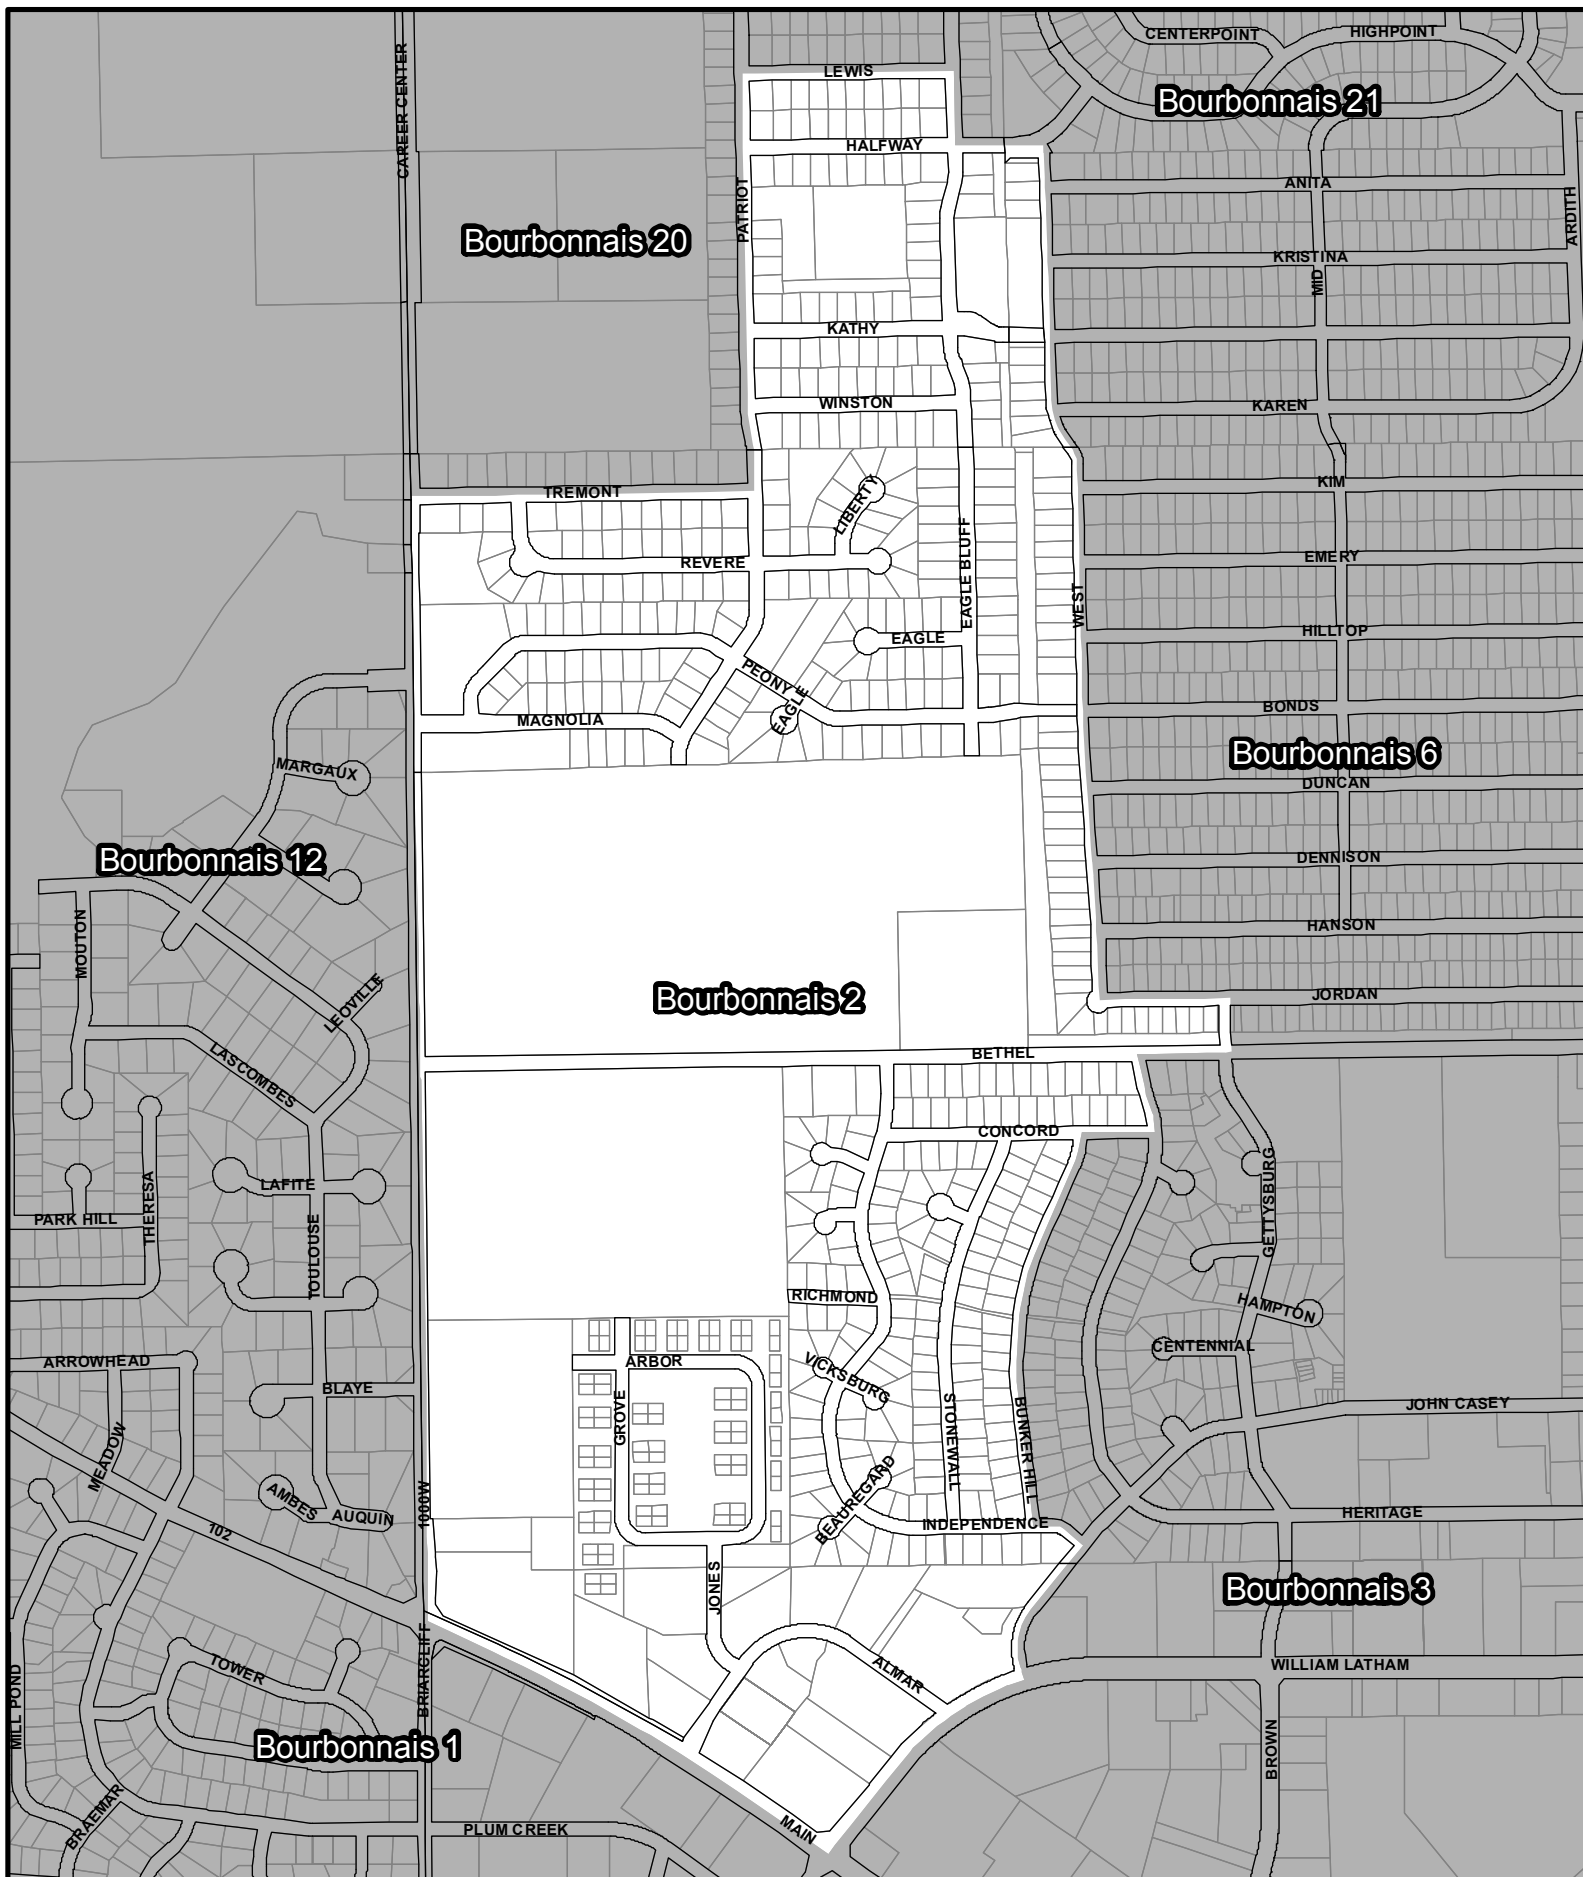 CENTERPOINT
HIGHPOINT
CAREER CENTER
LEWIS
Bourbonnais 21
HALFWAY
ANITA
PATRIOT
ARDITH
Bourbonnais 20
KRISTINA
MID
KATHY
WINSTON
KAREN
TREMONT
LIBERTY
KIM
REVERE
EAGLE BLUFF
EMERY
WEST
EAGLE
HILLTOP
PEONY
EAGLE
MAGNOLIA
BONDS
Bourbonnais 6
MARGAUX
DUNCAN
Bourbonnais 12
DENNISON
MOUTON
HANSON
LEOVILLE
Bourbonnais 2
JORDAN
BETHEL
LASCOMBES
CONCORD
GETTYSBURG
LAFITE
THERESA
PARK HILL
TOULOUSE
RICHMOND
HAMPTON
CENTENNIAL
ARROWHEAD
ARBOR
VICKSBURG
BLAYE
GROVE
STONEWALL
BUNKER HILL
JOHN CASEY
MEADOW
BEAUREGARD
1000W
AMBES
AUQUIN
102
INDEPENDENCE
HERITAGE
JONES
Bourbonnais 3
TOWER
ALMAR
WILLIAM LATHAM
BRIARCLIFF
MILL POND
Bourbonnais 1
BROWN
BRAEMAR
PLUM CREEK
MAIN